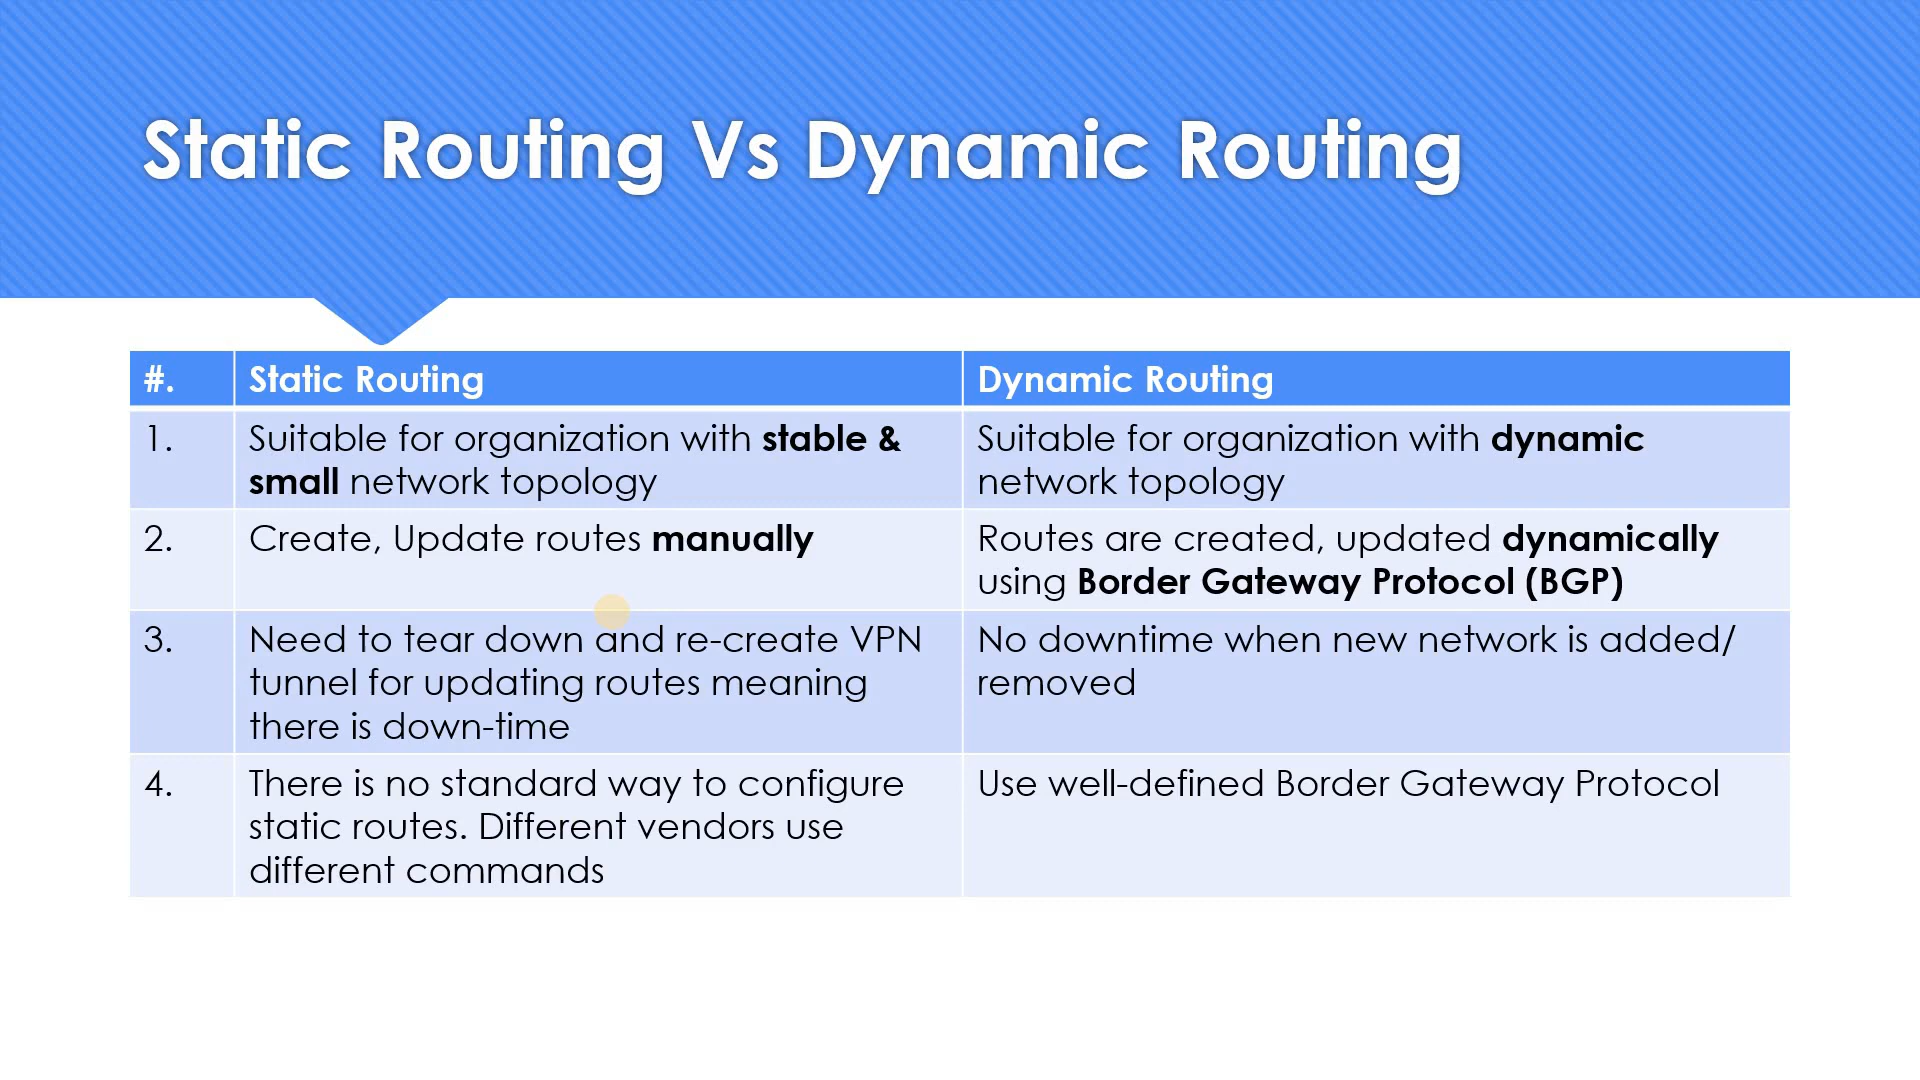 Static Routing Vs Dynamic Routing
#. Static Routing Dynamic Routing
1. Suitable for organization with stable &
small network topology
Suitable for organization with dynamic
network topology
2. Create, Update routes manually
Routes are created, updated dynamically
using Border Gateway Protocol (BGP)
3. Need to tear down and re-create VPN
tunnel for updating routes meaning
there is down-time
No downtime when new network is added/
removed
4. There is no standard way to configure
static routes. Different vendors use
different commands
Use well-defined Border Gateway Protocol